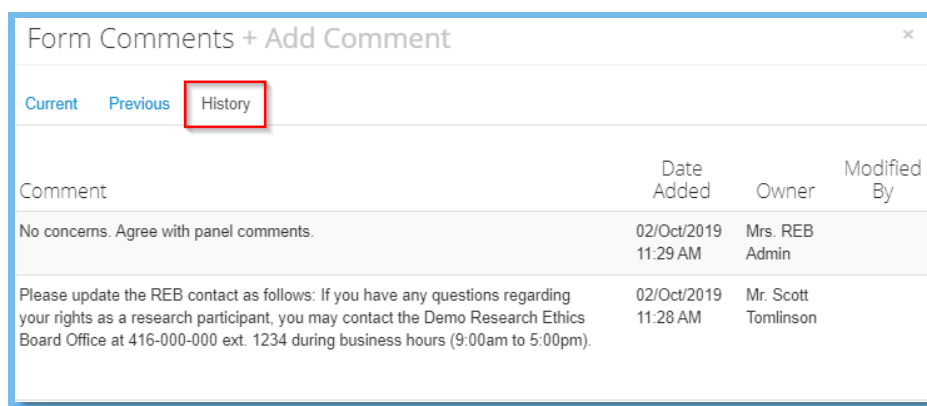 Form Comments + Add Comment ×
Current Previous History
Comment Date Added Owner Modified By
No concerns. Agree with panel comments. 02/Oct/2019 Mrs. REB
11:29 AM Admin
Please update the REB contact as follows: If you have any questions regarding 02/Oct/2019 Mr. Scott
your rights as a research participant, you may contact the Demo Research Ethics 11:28 AM Tomlinson
Board Office at 416-000-000 ext. 1234 during business hours (9:00am to 5:00pm).